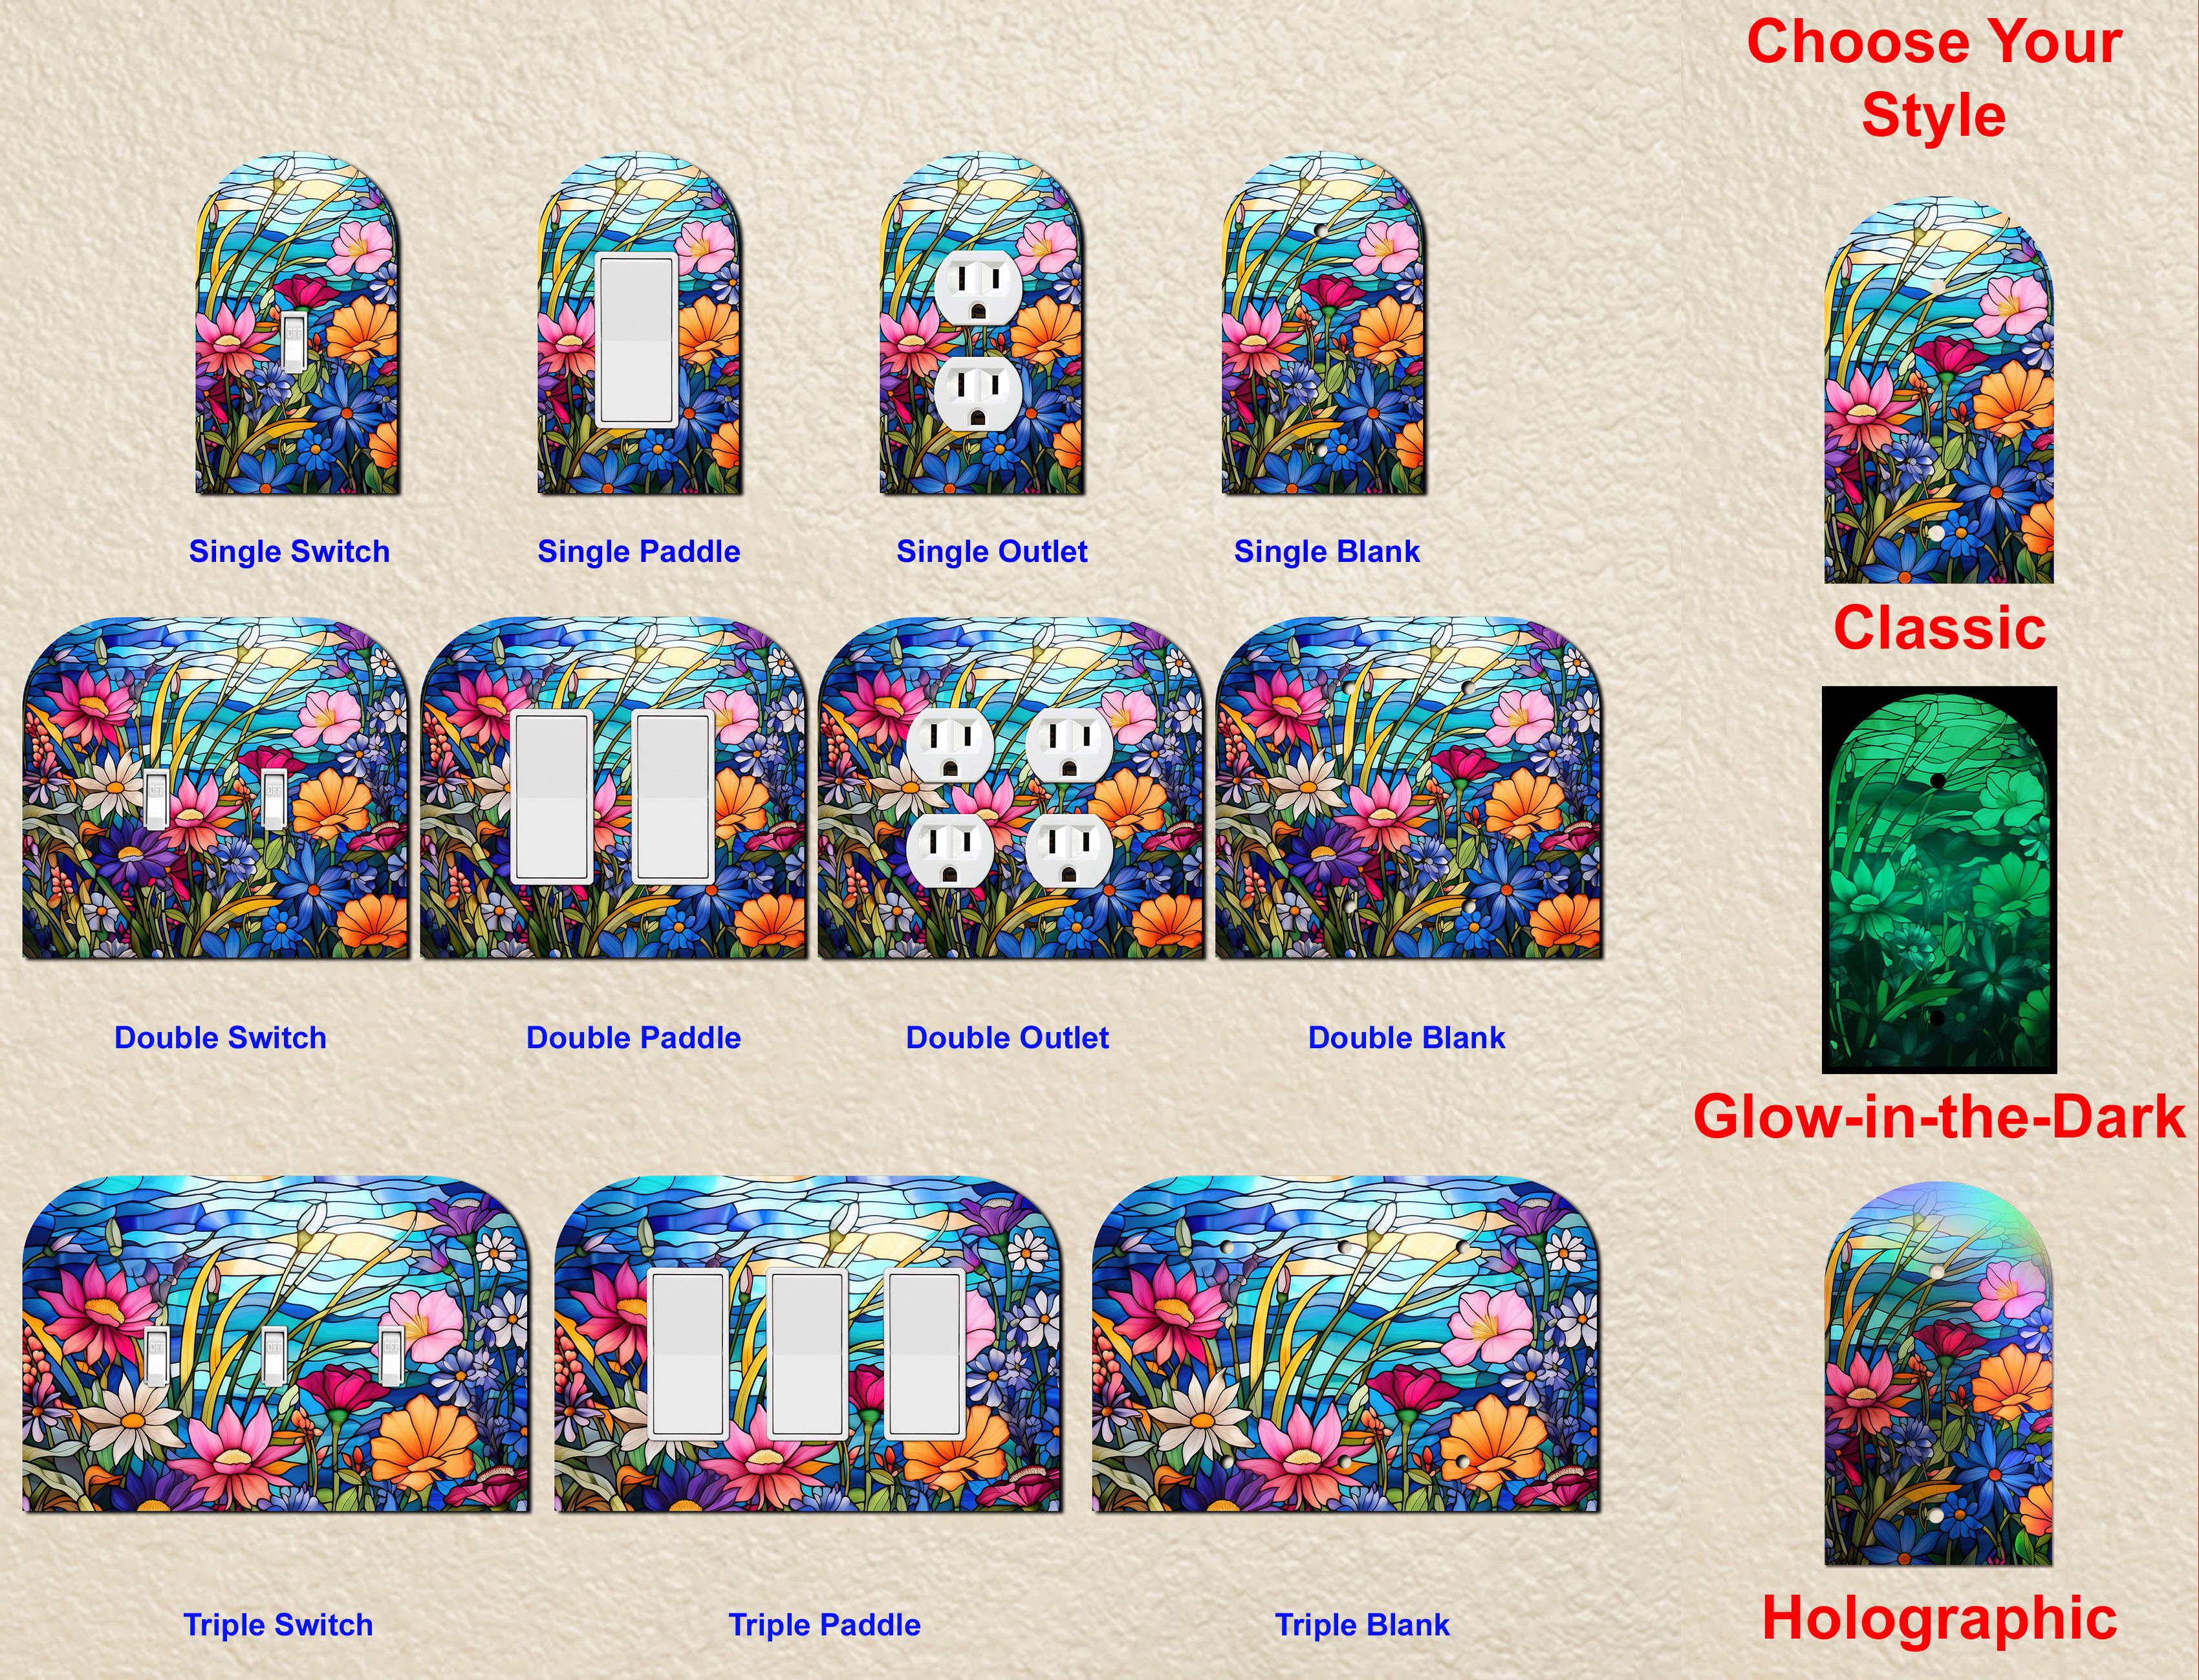 Choose Your
Style
Single Switch
Single Paddle
Single Outlet
Single Blank
Classic
Double Switch
Double Paddle
Double Outlet
Double Blank
Glow-in-the-Dark
Triple Switch
Triple Paddle
Triple Blank
Holographic